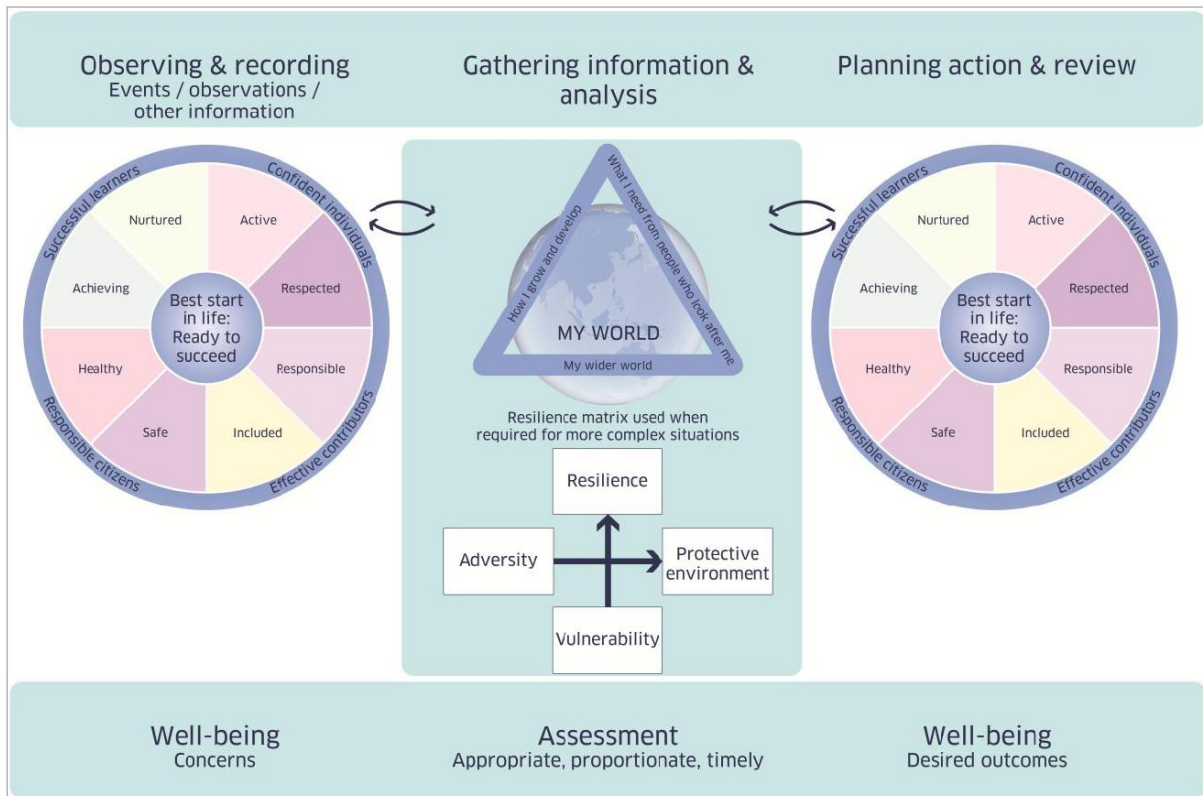 Observing & recording
Events / observations /
other information
Gathering information &
analysis
Planning action & review
Successful learners
Confident individuals
Nurtured
Active
Achieving
Respected
Best start
in life:
Ready to
succeed
Healthy
Responsible
Safe
Included
Responsible citizens
Effective contributors
How I grow and develop
What I need from people who look after me
MY WORLD
My wider world
Resilience matrix used when
required for more complex situations
Resilience
Adversity
Protective
environment
Vulnerability
Successful learners
Confident individuals
Nurtured
Active
Achieving
Respected
Best start
in life:
Ready to
succeed
Healthy
Responsible
Safe
Included
Responsible citizens
Effective contributors
Well-being
Concerns
Assessment
Appropriate, proportionate, timely
Well-being
Desired outcomes